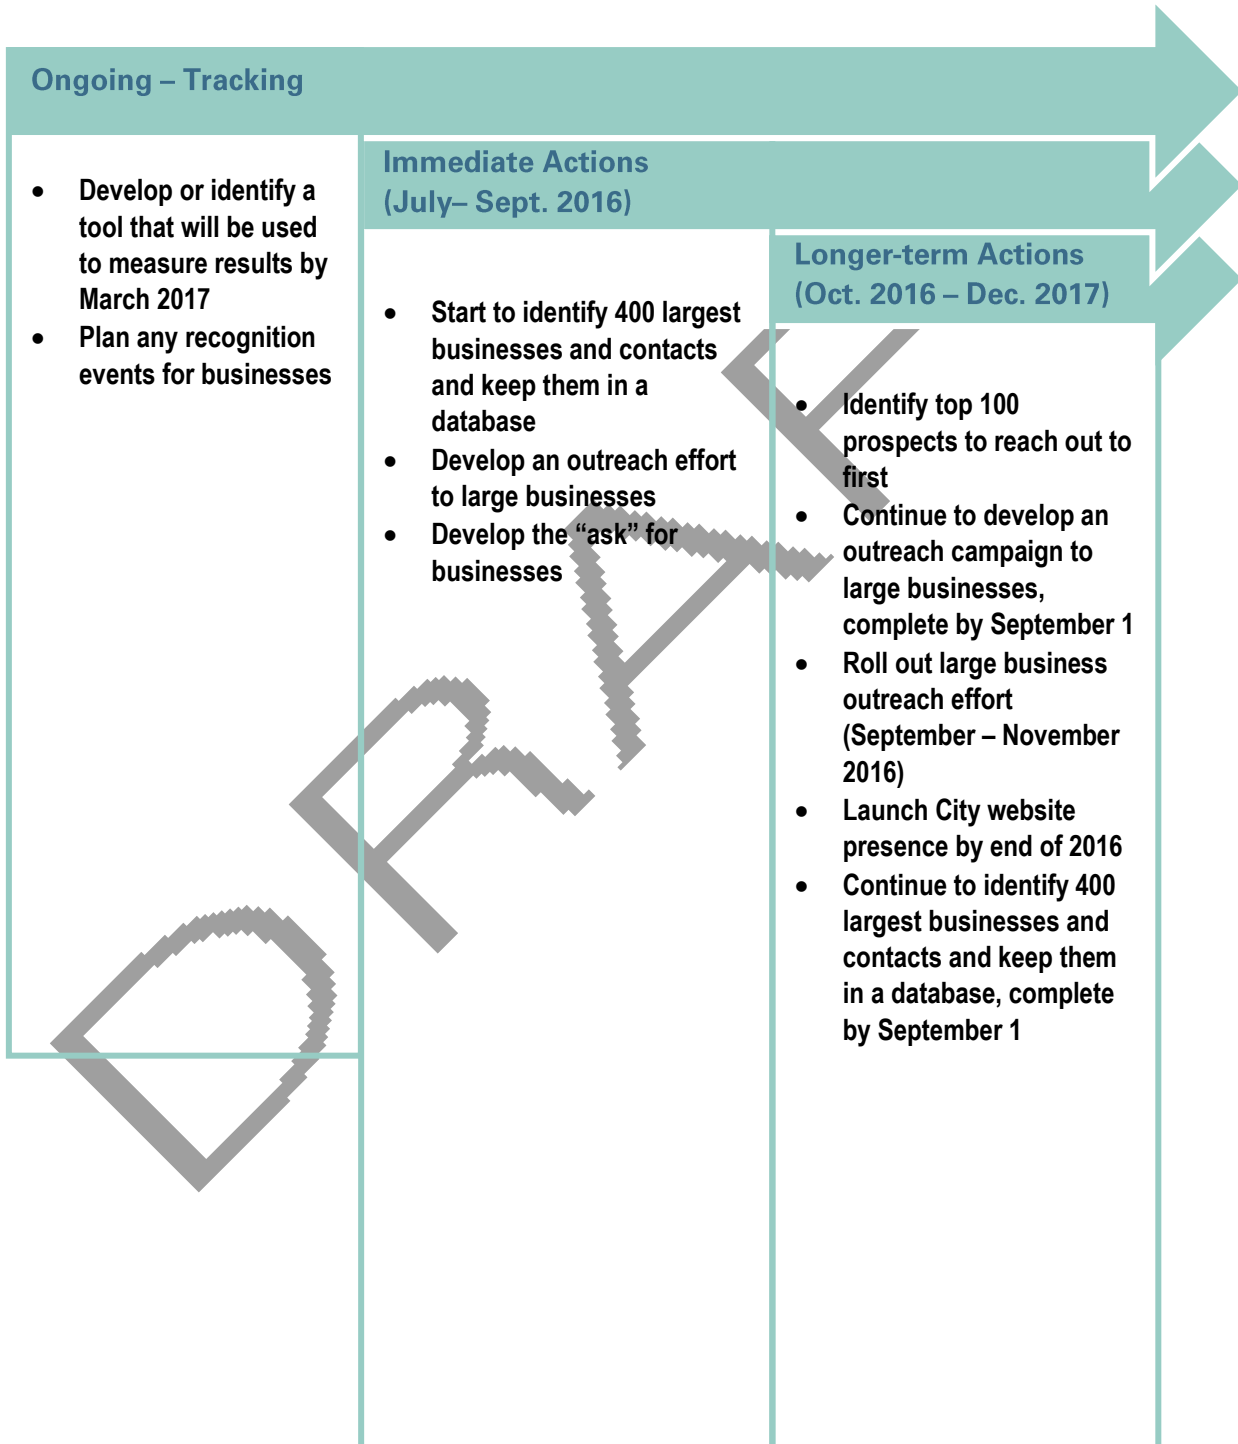 Ongoing – Tracking
• Develop or identify a
tool that will be used
to measure results by
March 2017
• Plan any recognition
events for businesses
Immediate Actions
(July– Sept. 2016)
• Start to identify 400 largest
businesses and contacts
and keep them in a
database
• Develop an outreach effort
to large businesses
• Develop the “ask” for
businesses
Longer-term Actions
(Oct. 2016 – Dec. 2017)
• Identify top 100
prospects to reach out to
first
• Continue to develop an
outreach campaign to
large businesses,
complete by September 1
• Roll out large business
outreach effort
(September – November
2016)
• Launch City website
presence by end of 2016
• Continue to identify 400
largest businesses and
contacts and keep them
in a database, complete
by September 1
DRAF